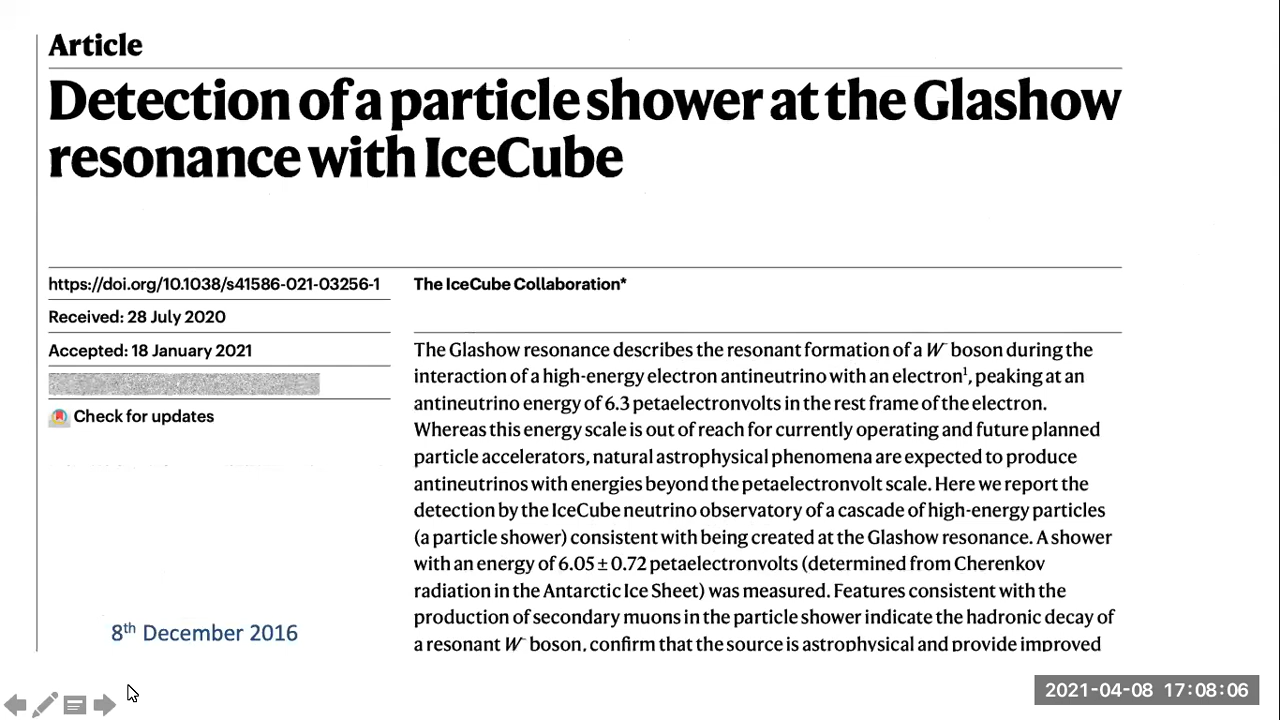 Article
Detection of a particle shower at the Glashow
resonance with IceCube
https://doi.org/10.1038/s41586-021-03256-1
Received: 28 July 2020
Accepted: 18 January 2021
Check for updates
8th December 2016
The IceCube Collaboration*
The Glashow resonance describes the resonant formation of a W⁻ boson during the
interaction of a high-energy electron antineutrino with an electron¹, peaking at an
antineutrino energy of 6.3 petaelectronvolts in the rest frame of the electron.
Whereas this energy scale is out of reach for currently operating and future planned
particle accelerators, natural astrophysical phenomena are expected to produce
antineutrinos with energies beyond the petaelectronvolt scale. Here we report the
detection by the IceCube neutrino observatory of a cascade of high-energy particles
(a particle shower) consistent with being created at the Glashow resonance. A shower
with an energy of 6.05 ± 0.72 petaelectronvolts (determined from Cherenkov
radiation in the Antarctic Ice Sheet) was measured. Features consistent with the
production of secondary muons in the particle shower indicate the hadronic decay of
a resonant W⁻ boson, confirm that the source is astrophysical and provide improved
2021-04-08 17:08:06